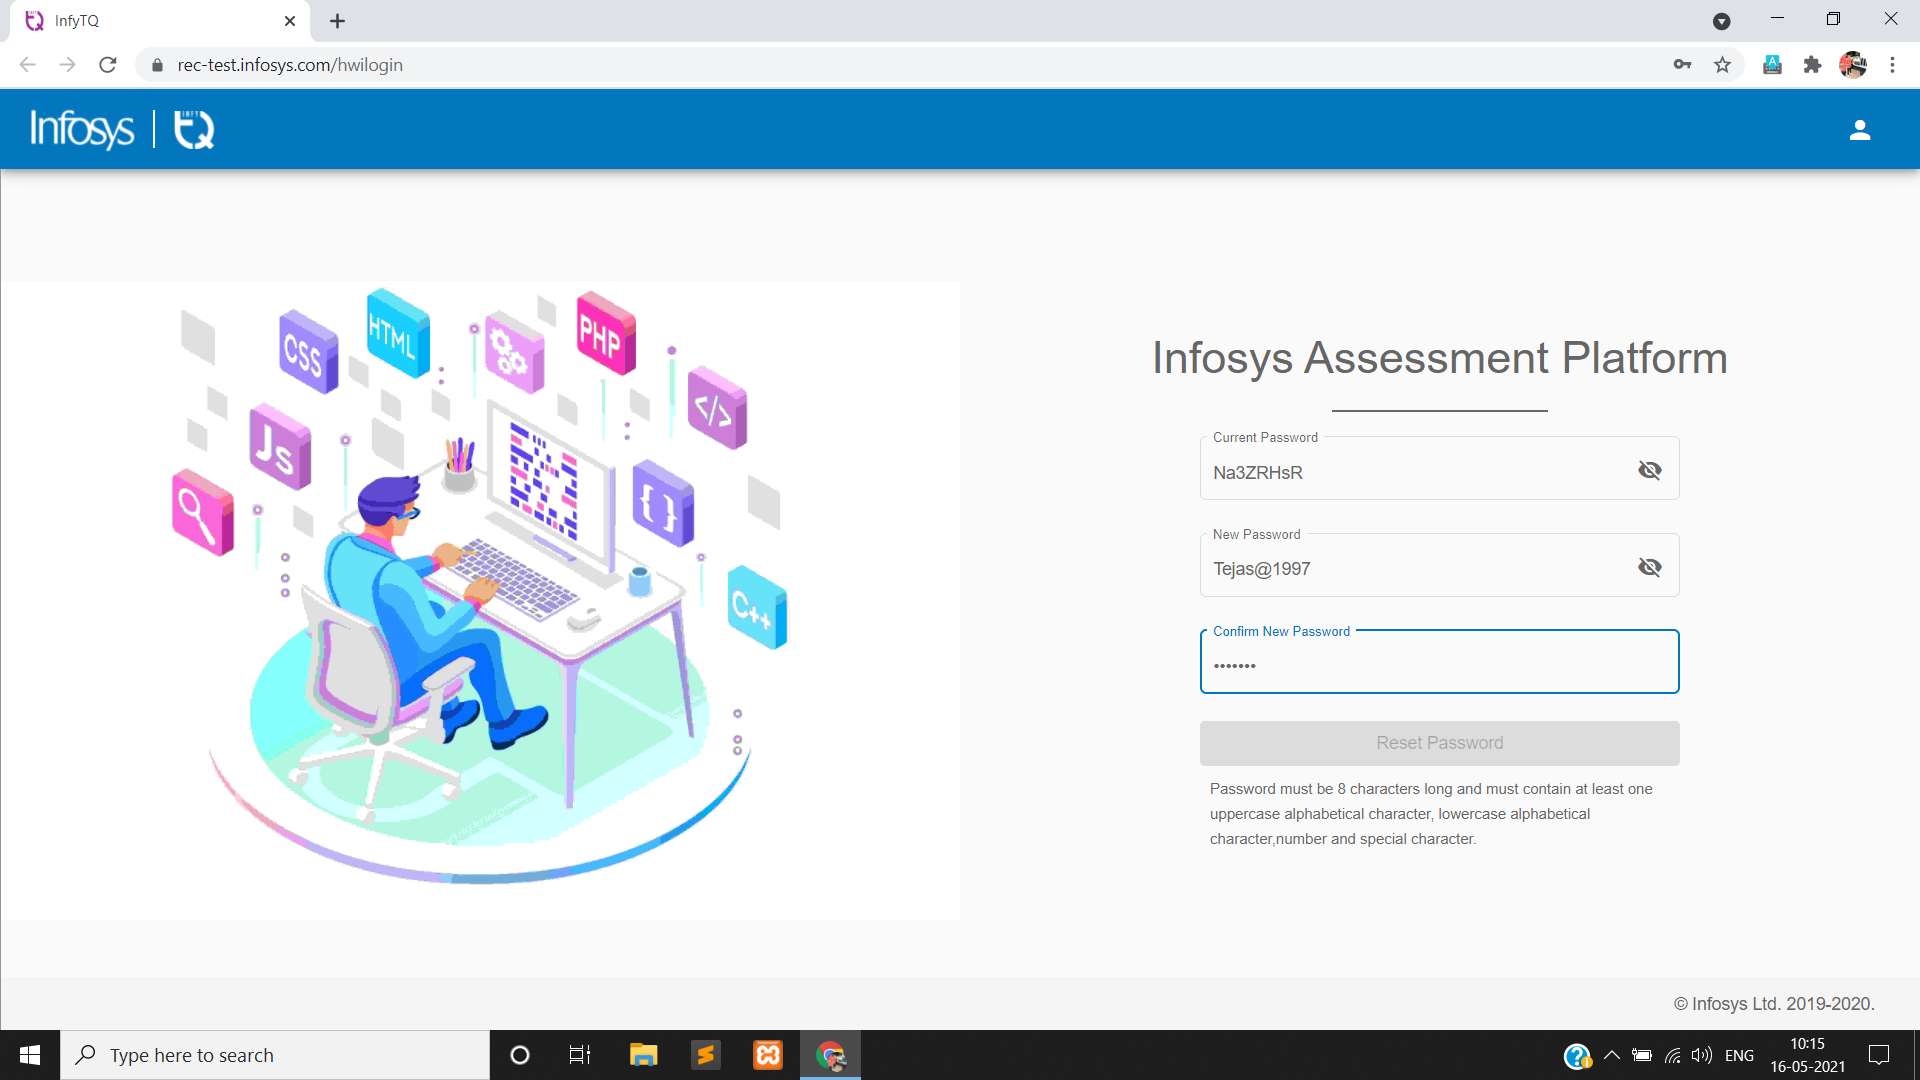 InfyTQ
rec-test.infosys.com/hwilogin
Infosys | INFY TQ
CSS
HTML
PHP
</>
Js
{ }
C++
Infosys Assessment Platform
Current Password
Na3ZRHsR
New Password
Tejas@1997
Confirm New Password
•••••••
Reset Password
Password must be 8 characters long and must contain at least one
uppercase alphabetical character, lowercase alphabetical
character,number and special character.
© Infosys Ltd. 2019-2020.
Type here to search
ENG
10:15
16-05-2021